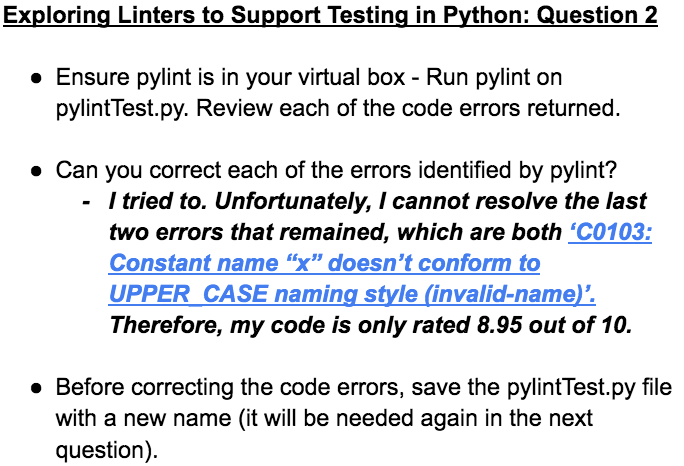 Exploring Linters to Support Testing in Python: Question 2
● Ensure pylint is in your virtual box - Run pylint on
pylintTest.py. Review each of the code errors returned.
● Can you correct each of the errors identified by pylint?
- I tried to. Unfortunately, I cannot resolve the last
two errors that remained, which are both ‘C0103:
Constant name “x” doesn’t conform to
UPPER_CASE naming style (invalid-name)’.
Therefore, my code is only rated 8.95 out of 10.
● Before correcting the code errors, save the pylintTest.py file
with a new name (it will be needed again in the next
question).